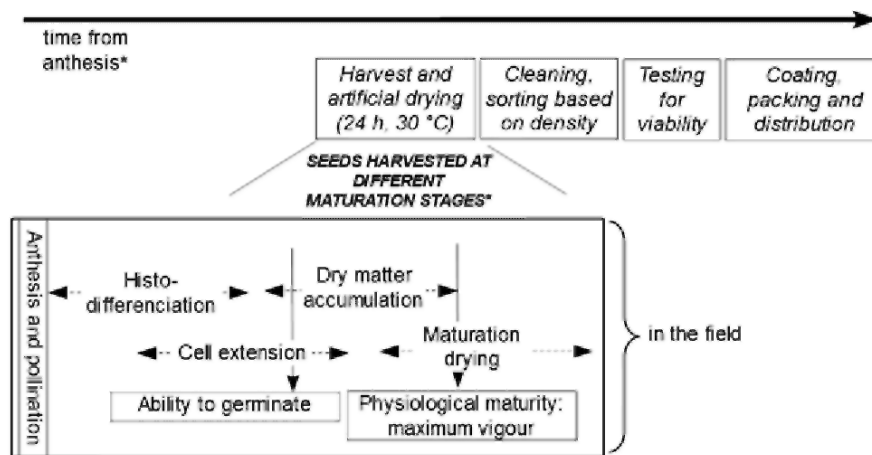 time from
anthesis*
Harvest and
artificial drying
(24 h, 30 °C)
Cleaning,
sorting based
on density
Testing
for
viability
Coating,
packing and
distribution
SEEDS HARVESTED AT
DIFFERENT
MATURATION STAGES*
Anthesis and pollination
Histo-
differenciation
Dry matter
accumulation
Cell extension
Maturation
drying
Ability to germinate
Physiological maturity:
maximum vigour
in the field